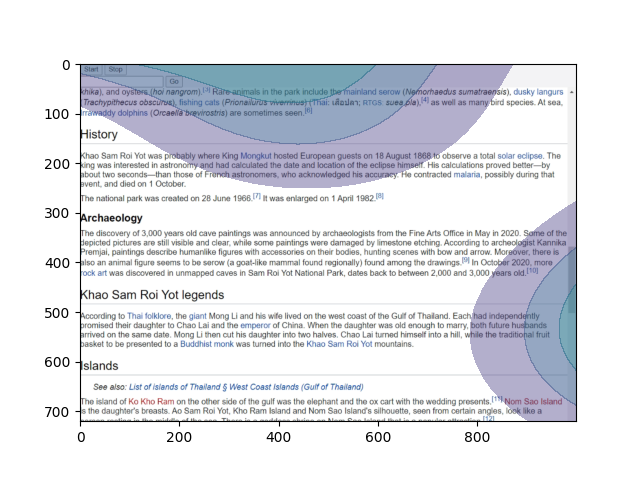 0
100
200
300
400
500
600
700
0 200 400 600 800
Start Stop
Go
khika), and oysters (hoi nangrom).[3] Rare animals in the park include the mainland serow (Nemorhaedus sumatraensis), dusky langurs
(Trachypithecus obscurus), fishing cats (Prionailurus viverrinus) (Thai: เสือปลา; RTGS: suea pla),[4] as well as many bird species. At sea,
Irrawaddy dolphins (Orcaella brevirostris) are sometimes seen.[6]
History
Khao Sam Roi Yot was probably where King Mongkut hosted European guests on 18 August 1868 to observe a total solar eclipse. The
king was interested in astronomy and had calculated the date and location of the eclipse himself. His calculations proved better—by
about two seconds—than those of French astronomers, who acknowledged his accuracy. He contracted malaria, possibly during that
event, and died on 1 October.
The national park was created on 28 June 1966.[7] It was enlarged on 1 April 1982.[8]
Archaeology
The discovery of 3,000 years old cave paintings was announced by archaeologists from the Fine Arts Office in May in 2020. Some of the
depicted pictures are still visible and clear, while some paintings were damaged by limestone etching. According to archeologist Kannika
Premjai, paintings describe humanlike figures with accessories on their bodies, hunting scenes with bow and arrow. Moreover, there is
also an animal figure seems to be serow (a goat-like mammal found regionally) found among the drawings.[9] In October 2020, more
rock art was discovered in unmapped caves in Sam Roi Yot National Park, dates back to between 2,000 and 3,000 years old.[10]
Khao Sam Roi Yot legends
According to Thai folklore, the giant Mong Li and his wife lived on the west coast of the Gulf of Thailand. Each had independently
promised their daughter to Chao Lai and the emperor of China. When the daughter was old enough to marry, both future husbands
arrived on the same date. Mong Li then cut his daughter into two halves. Chao Lai turned himself into a hill, while the traditional fruit
basket to be presented to a Buddhist monk was turned into the Khao Sam Roi Yot mountains.
Islands
See also: List of islands of Thailand § West Coast Islands (Gulf of Thailand)
The island of Ko Kho Ram on the other side of the gulf was the elephant and the ox cart with the wedding presents.[11] Nom Sao Island
is the daughter's breasts. Ao Sam Roi Yot, Kho Ram Island and Nom Sao Island's silhouette, seen from certain angles, look like a
[12]